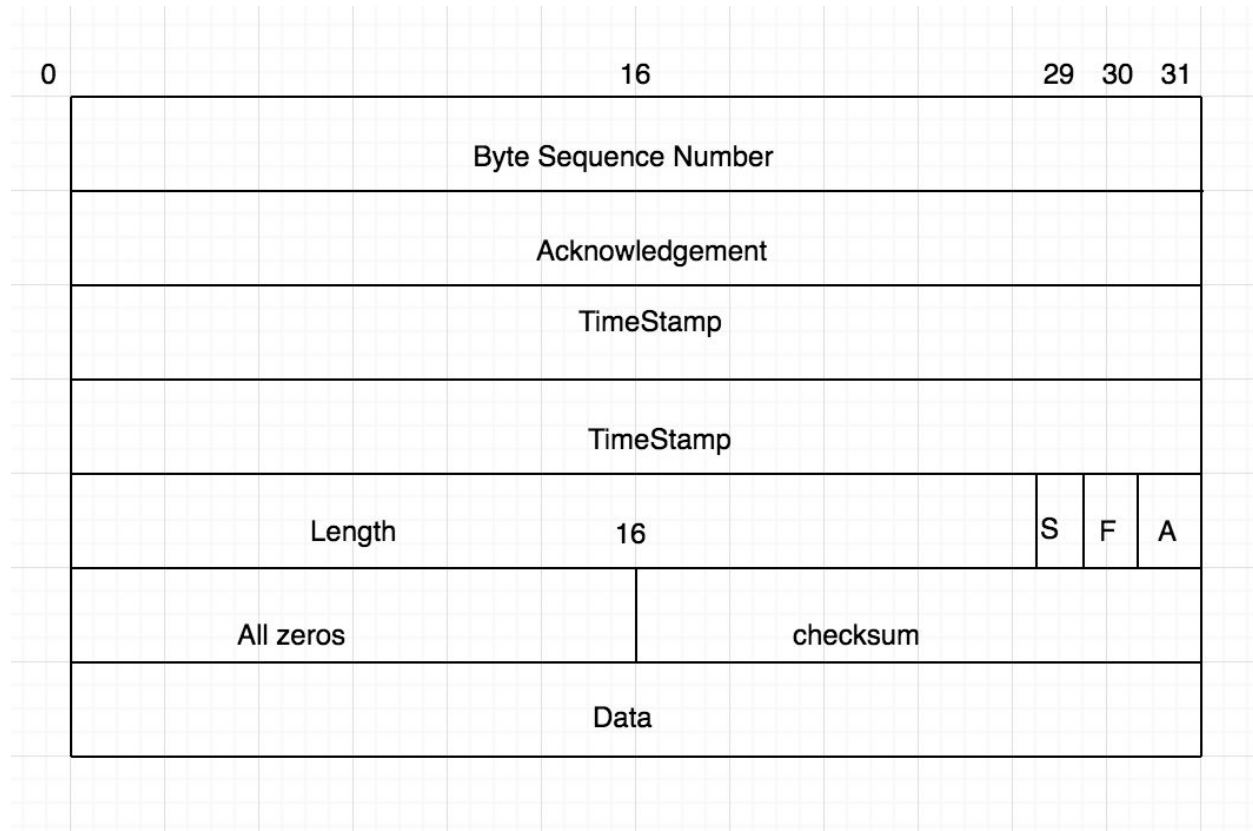 0 16 29 30 31
Byte Sequence Number
Acknowledgement
TimeStamp
TimeStamp
Length 16 S F A
All zeros checksum
Data